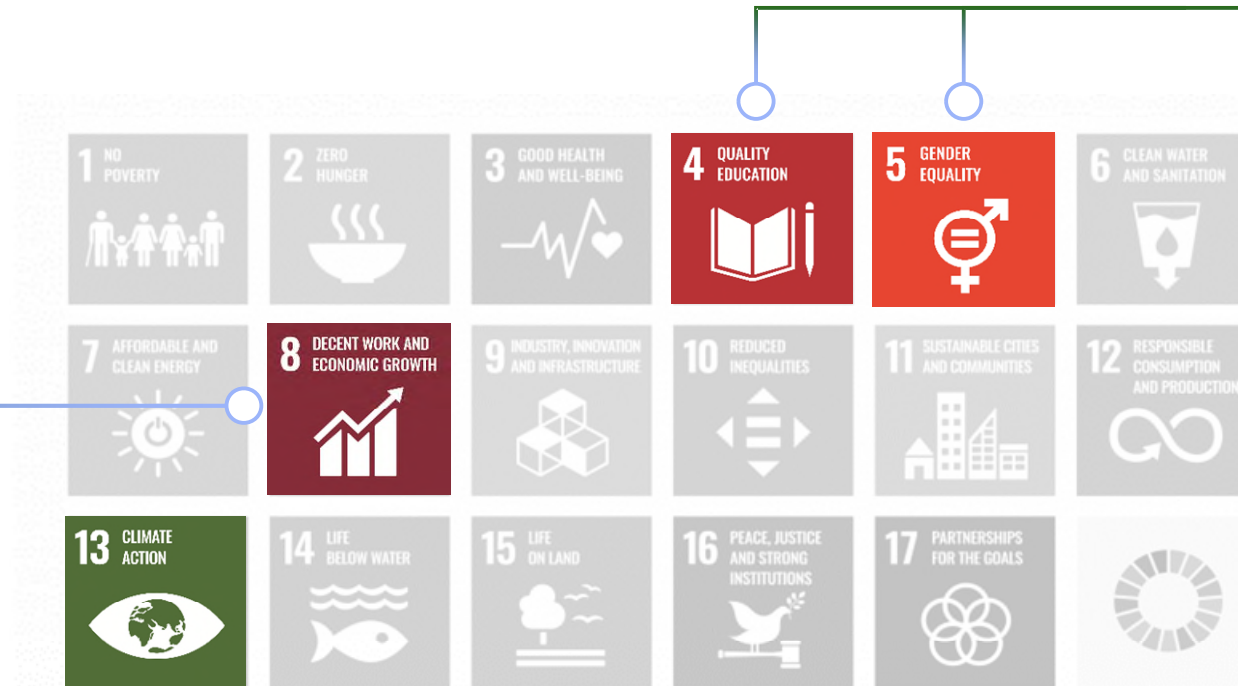 1 NO
POVERTY
2 ZERO
HUNGER
3 GOOD HEALTH
AND WELL-BEING
4 QUALITY
EDUCATION
5 GENDER
EQUALITY
6 CLEAN WATER
AND SANITATION
7 AFFORDABLE AND
CLEAN ENERGY
8 DECENT WORK AND
ECONOMIC GROWTH
9 INDUSTRY, INNOVATION
AND INFRASTRUCTURE
10 REDUCED
INEQUALITIES
11 SUSTAINABLE CITIES
AND COMMUNITIES
12 RESPONSIBLE
CONSUMPTION
AND PRODUCTION
13 CLIMATE
ACTION
14 LIFE
BELOW WATER
15 LIFE
ON LAND
16 PEACE, JUSTICE
AND STRONG
INSTITUTIONS
17 PARTNERSHIPS
FOR THE GOALS